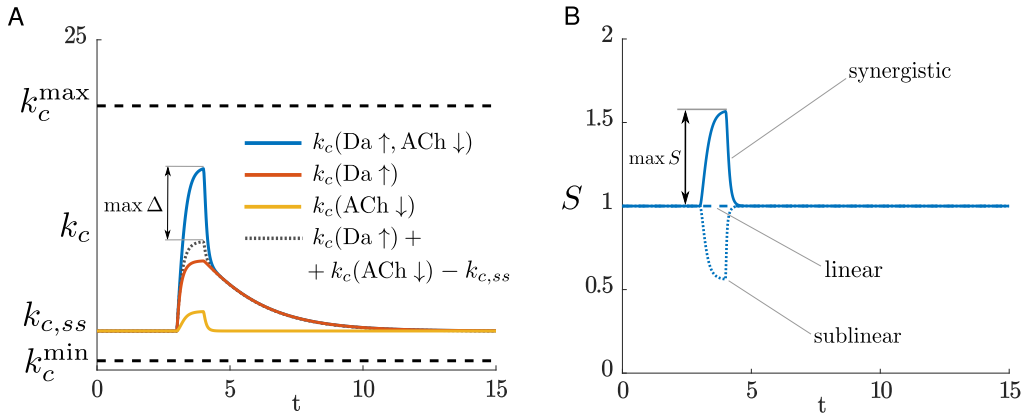 A
25
k_c^max
k_c(Da ↑, ACh ↓)
k_c(Da ↑)
max Δ
k_c(ACh ↓)
k_c
k_c(Da ↑) +
+ k_c(ACh ↓) − k_{c,ss}
k_{c,ss}
k_c^min
0
5
10
15
t
B
2
synergistic
1.5
max S
S
1
linear
0.5
sublinear
0
0
5
10
15
t